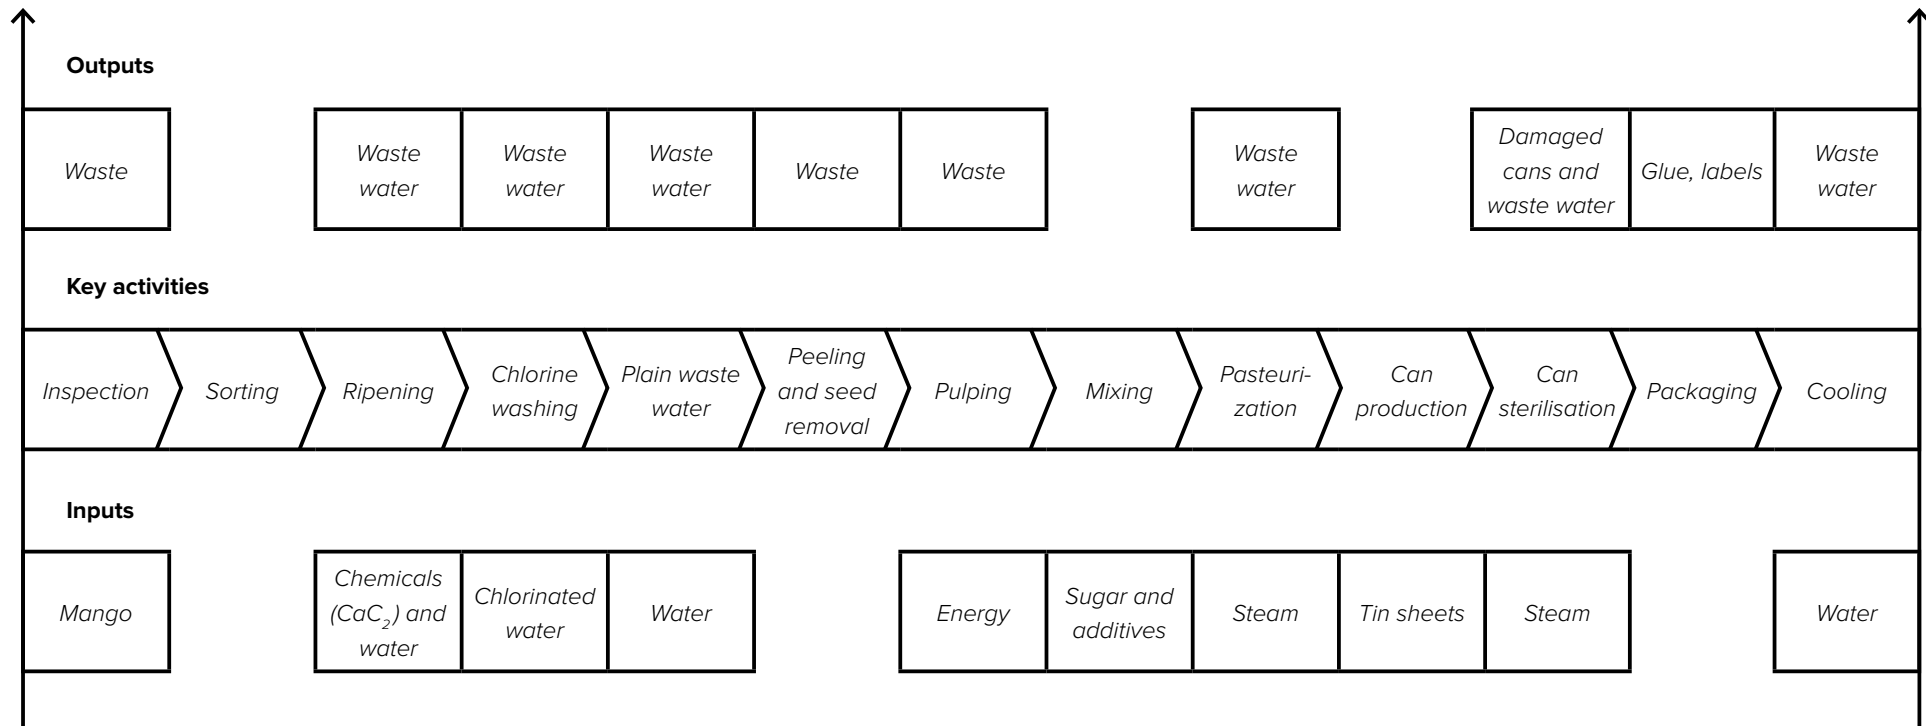 Outputs
Waste
Waste
water
Waste
water
Waste
water
Waste
Waste
Waste
water
Damaged
cans and
waste water
Glue, labels
Waste
water
Key activities
Inspection
Sorting
Ripening
Chlorine
washing
Plain waste
water
Peeling
and seed
removal
Pulping
Mixing
Pasteuri-
zation
Can
production
Can
sterilisation
Packaging
Cooling
Inputs
Mango
Chemicals
(CaC₂) and
water
Chlorinated
water
Water
Energy
Sugar and
additives
Steam
Tin sheets
Steam
Water